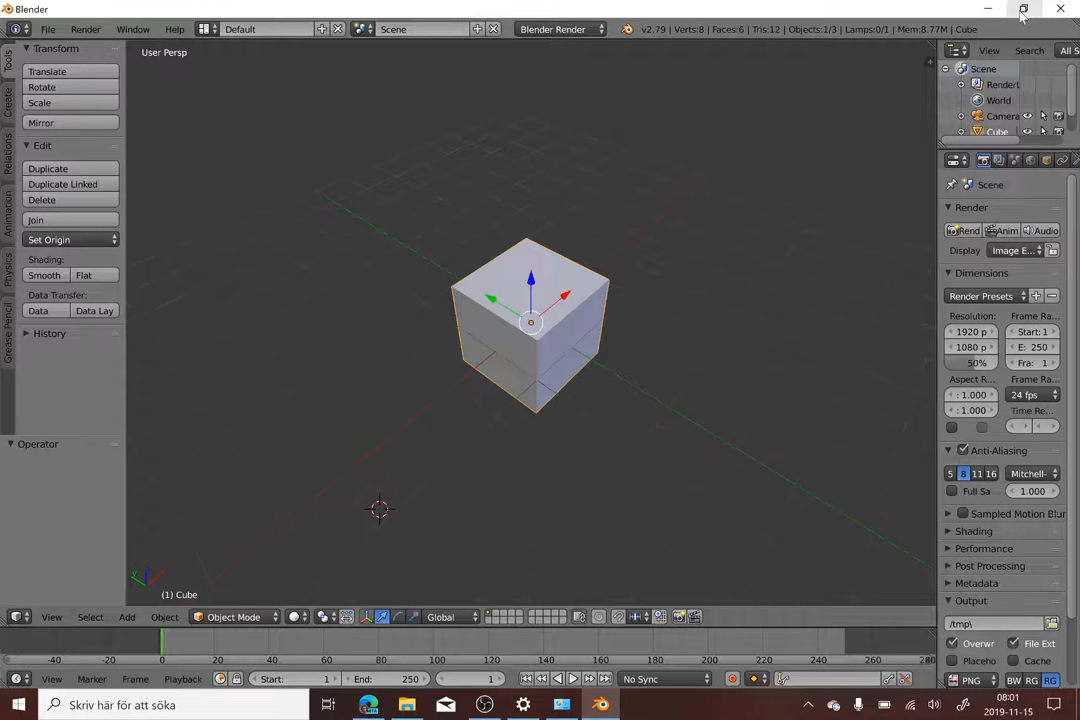 Blender
File Render Window Help Default Scene Blender Render v2.79 | Verts:8 | Faces:6 | Tris:12 | Objects:1/3 | Lamps:0/1 | Mem:8.77M | Cube
Tools
Create
Relations
Animation
Physics
Grease Pencil
Transform
Translate
Rotate
Scale
Mirror
Edit
Duplicate
Duplicate Linked
Delete
Join
Set Origin
Shading:
Smooth Flat
Data Transfer:
Data Data Lay
History
Operator
User Persp
(1) Cube
View Search All S
Scene
RenderL
World
Camera
Cube
Scene
Render
Rend Anim Audio
Display Image E...
Dimensions
Render Presets
Resolution: Frame Ra...
1920 p Start: 1
1080 p E: 250
50% Fra: 1
Aspect R... Frame Ra...
: 1.000 24 fps
: 1.000 Time Re...
Anti-Aliasing
5 8 11 16 Mitchell-
Full Sa 1.000
Sampled Motion Blur
Shading
Performance
Post Processing
Metadata
Output
/tmp\
Overwr File Ext
Placeho Cache
PNG BW RG RG
View Select Add Object Object Mode Global
-40 -20 0 20 40 60 80 100 120 140 160 180 200 220 240 260 280
View Marker Frame Playback Start: 1 End: 250 1 No Sync
Skriv här för att söka
08:01
2019-11-15